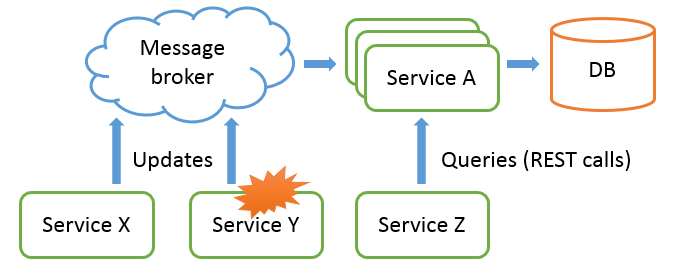 Message
broker
Service A
DB
Updates
Queries (REST calls)
Service X
Service Y
Service Z